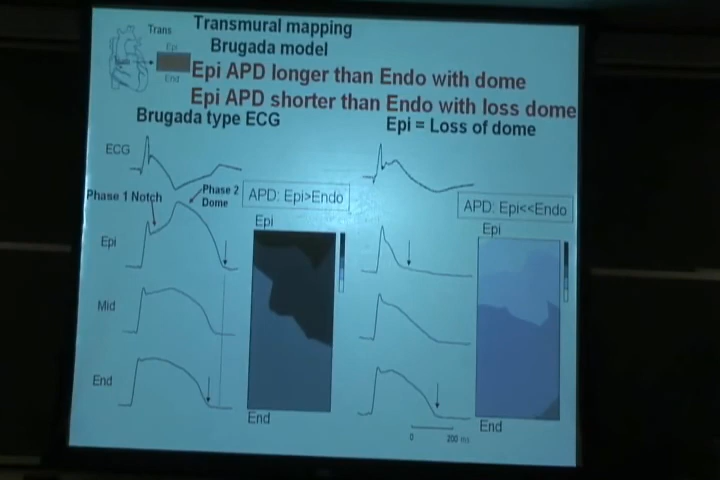 Transmural mapping
Trans
Brugada model
Epi
End
Epi APD longer than Endo with dome
Epi APD shorter than Endo with loss dome
Brugada type ECG
Epi = Loss of dome
ECG
Phase 1 Notch
Phase 2
Dome
APD: Epi>Endo
APD: Epi<<Endo
Epi
Epi
Epi
Mid
End
End
End
0
200 ms